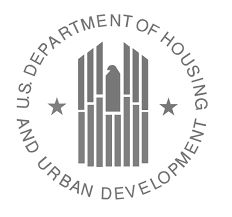 U.S. DEPARTMENT OF HOUSING
AND URBAN DEVELOPMENT